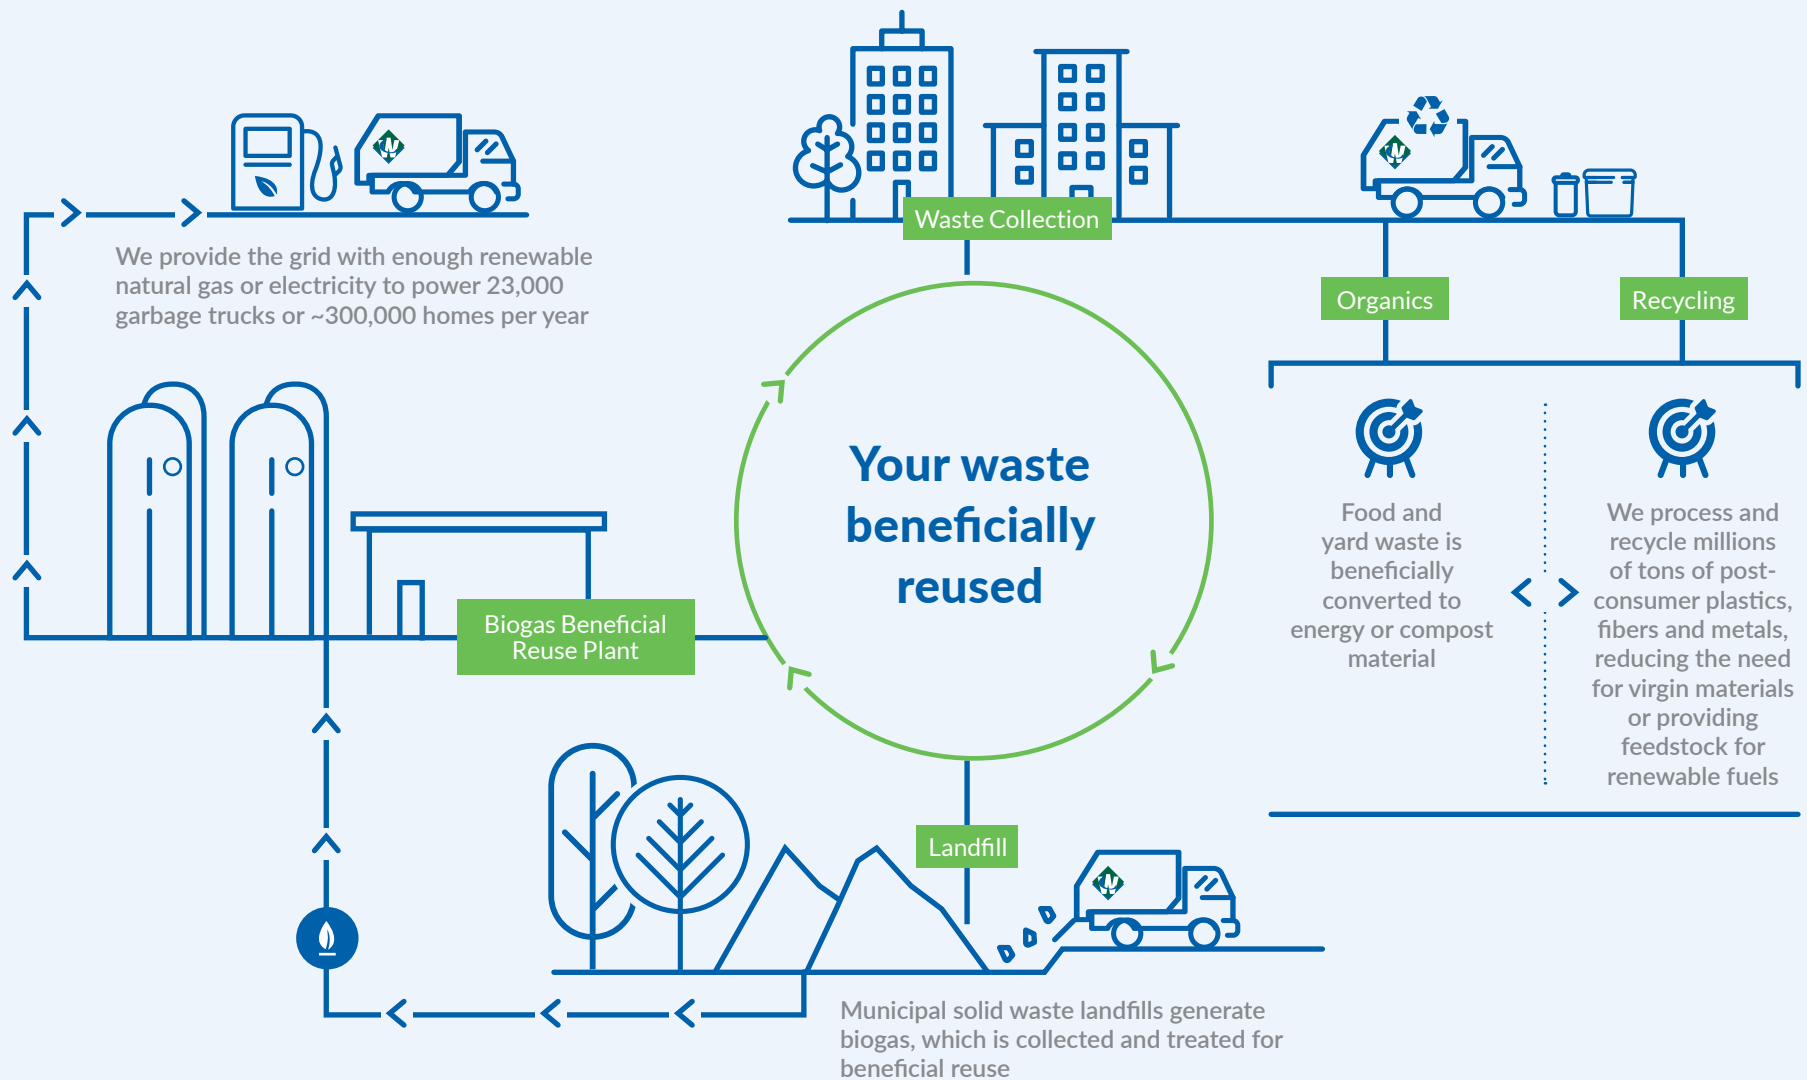 We provide the grid with enough renewable
natural gas or electricity to power 23,000
garbage trucks or ~300,000 homes per year
Waste Collection
Organics
Recycling
Your waste
beneficially
reused
Food and
yard waste is
beneficially
converted to
energy or compost
material
We process and
recycle millions
of tons of post-
consumer plastics,
fibers and metals,
reducing the need
for virgin materials
or providing
feedstock for
renewable fuels
Biogas Beneficial
Reuse Plant
Landfill
Municipal solid waste landfills generate
biogas, which is collected and treated for
beneficial reuse